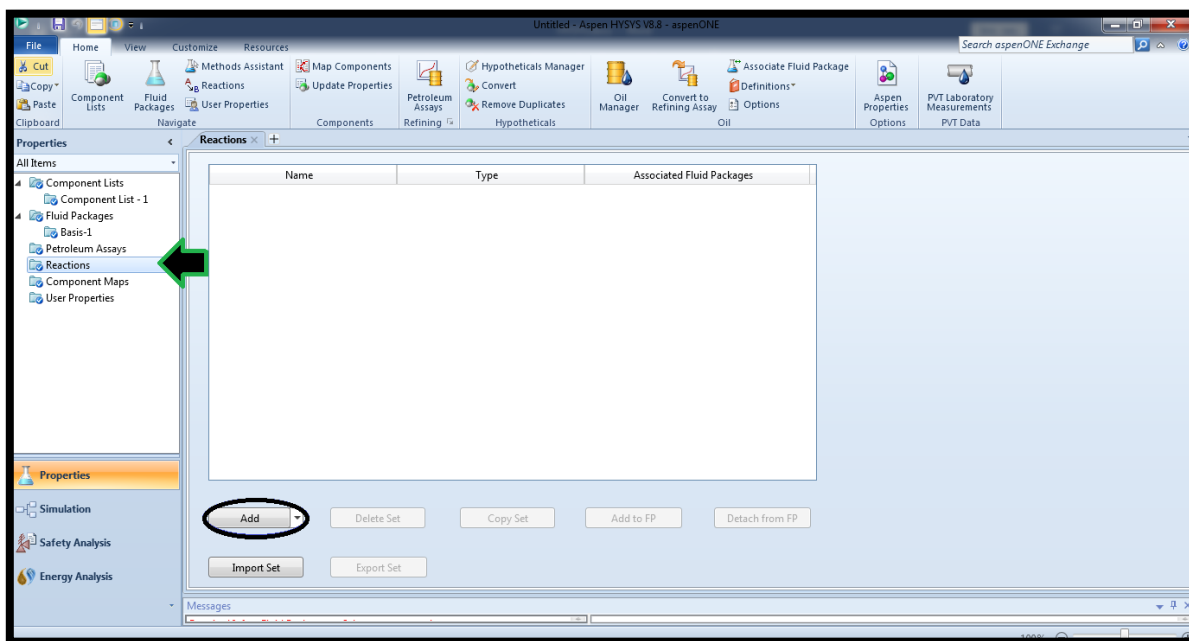 Untitled - Aspen HYSYS V8.8 - aspenONE
File Home View Customize Resources
Search aspenONE Exchange
Cut
Copy
Paste
Clipboard
Component Lists
Fluid Packages
Methods Assistant
Reactions
User Properties
Navigate
Map Components
Update Properties
Components
Petroleum Assays
Refining
Hypotheticals Manager
Convert
Remove Duplicates
Hypotheticals
Oil Manager
Convert to Refining Assay
Associate Fluid Package
Definitions
Options
Oil
Aspen Properties
Options
PVT Laboratory Measurements
PVT Data
Properties
All Items
Component Lists
Component List - 1
Fluid Packages
Basis-1
Petroleum Assays
Reactions
Component Maps
User Properties
Properties
Simulation
Safety Analysis
Energy Analysis
Reactions
Name Type Associated Fluid Packages
Add Delete Set Copy Set Add to FP Detach from FP
Import Set Export Set
Messages
100%